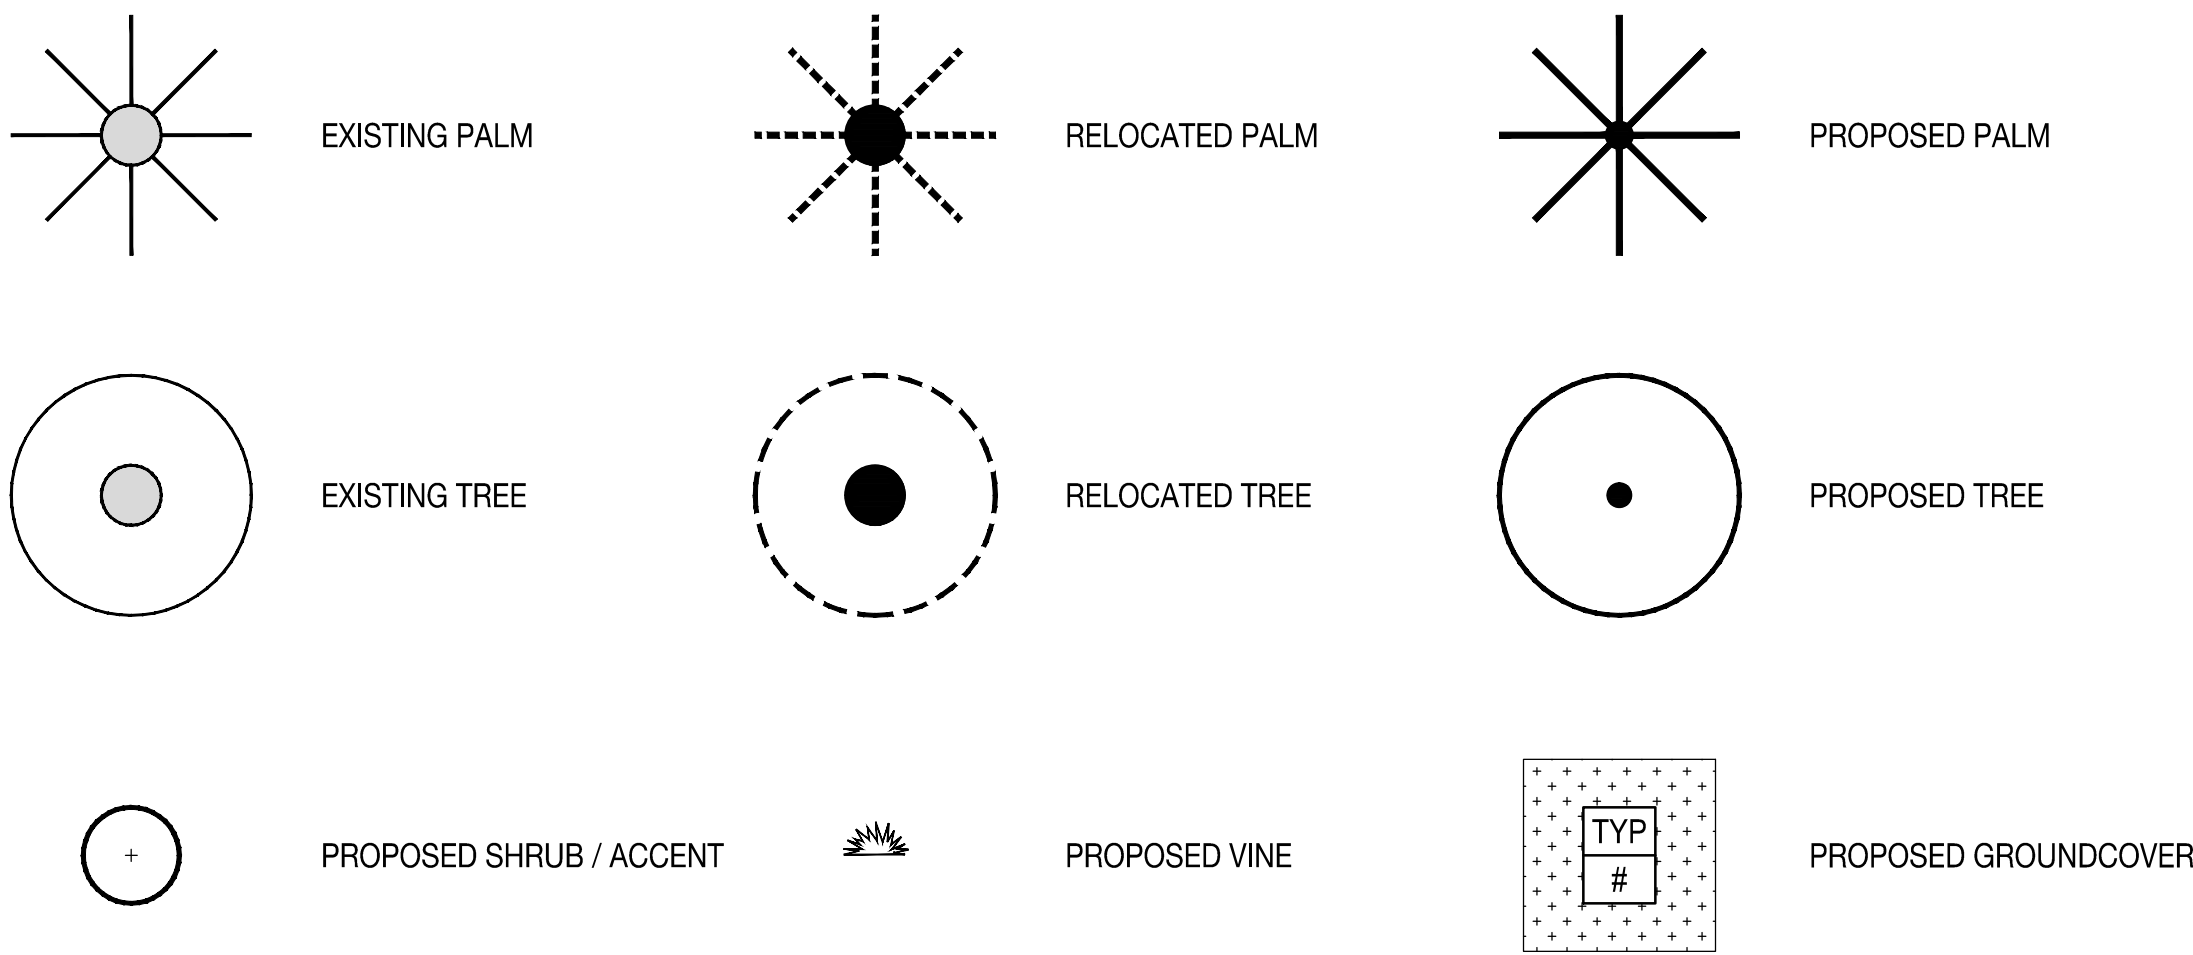 EXISTING PALM
RELOCATED PALM
PROPOSED PALM
EXISTING TREE
RELOCATED TREE
PROPOSED TREE
PROPOSED SHRUB / ACCENT
PROPOSED VINE
TYP
#
PROPOSED GROUNDCOVER